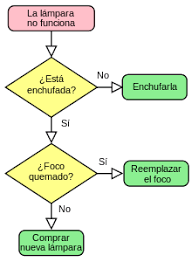 La lámpara
no funciona
¿Está
enchufada?
No
Enchufarla
Sí
¿Foco
quemado?
Sí
Reemplazar
el foco
No
Comprar
nueva lámpara